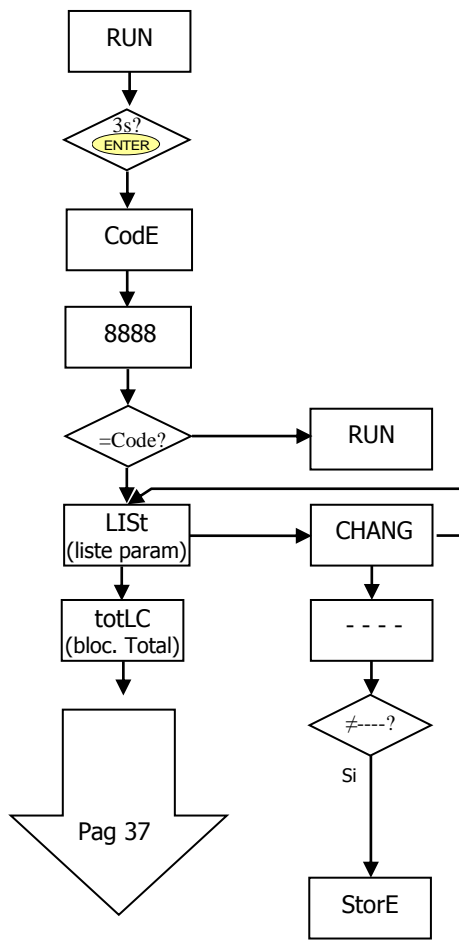 RUN
3s?
ENTER
CodE
8888
=Code?
RUN
LISt
(liste param)
CHANG
totLC
(bloc. Total)
- - - -
≠----?
Si
Pag 37
StorE